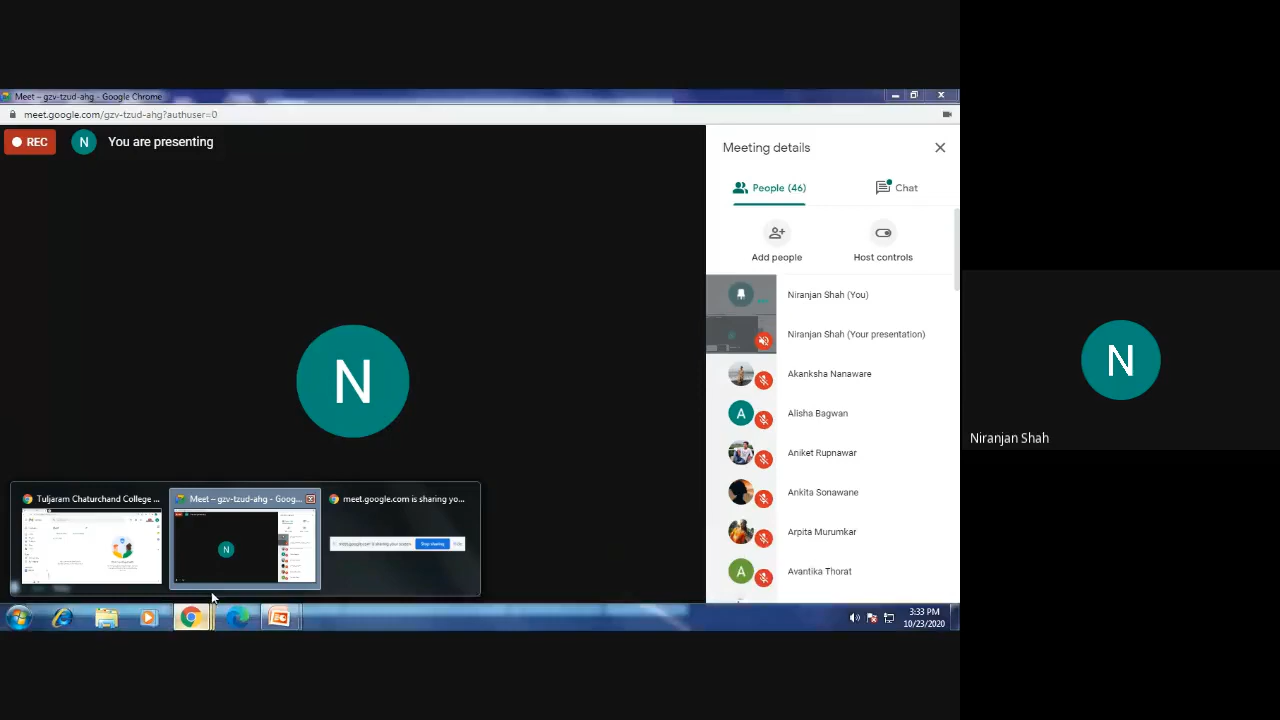 Meet – gzv-tzud-ahg - Google Chrome
meet.google.com/gzv-tzud-ahg?authuser=0
REC
N
You are presenting
Meeting details
People (46)
Chat
Add people
Host controls
Niranjan Shah (You)
Niranjan Shah (Your presentation)
Akanksha Nanaware
A
Alisha Bagwan
Aniket Rupnawar
Ankita Sonawane
Arpita Murumkar
A
Avantika Thorat
N
Tuljaram Chaturchand College ...
Meet – gzv-tzud-ahg - Goog...
meet.google.com is sharing yo...
N
Stop sharing
3:33 PM
10/23/2020
N
Niranjan Shah